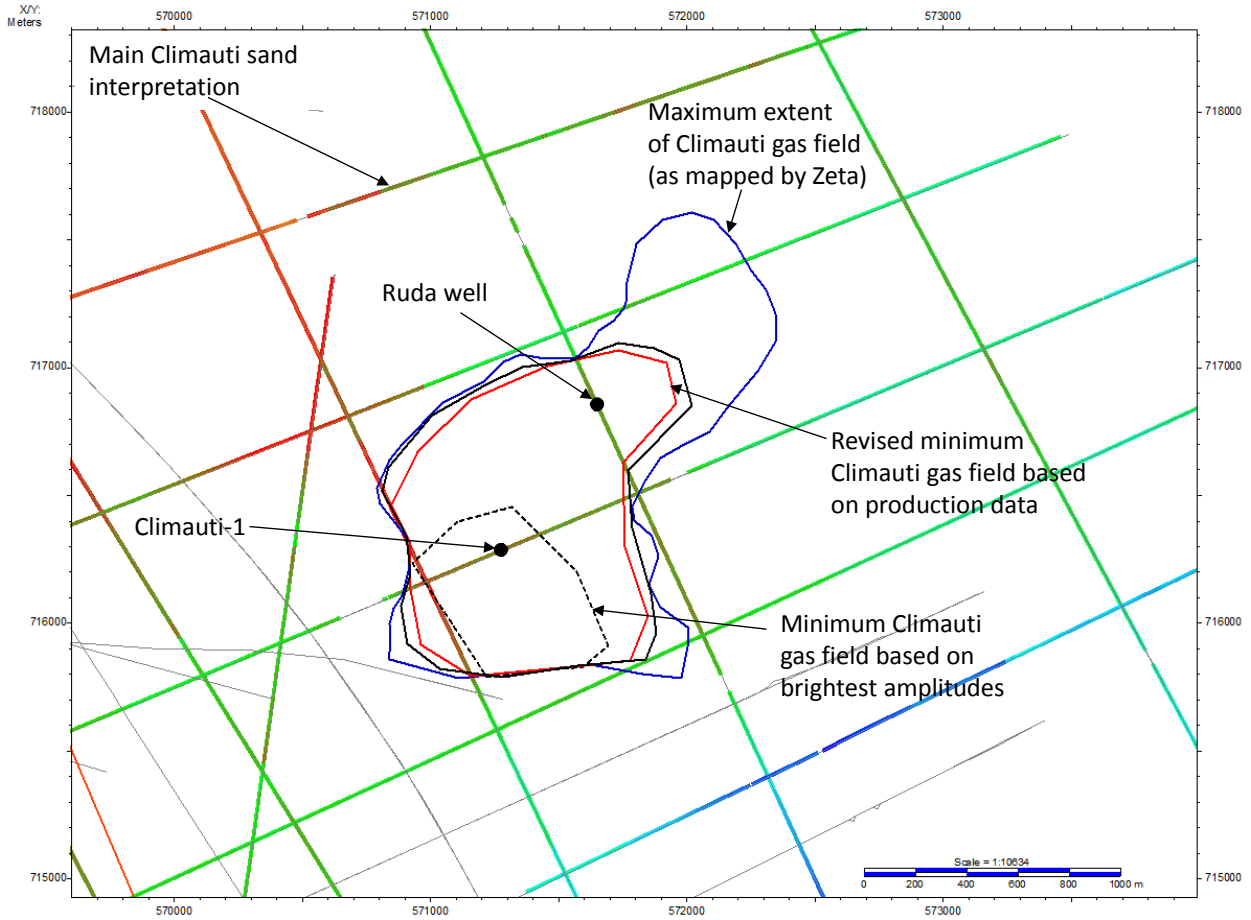 X/Y:
Meters
570000 571000 572000 573000
Main Climauti sand
interpretation
718000
718000
Maximum extent
of Climauti gas field
(as mapped by Zeta)
Ruda well
717000
717000
Revised minimum
Climauti gas field based
on production data
Climauti-1
716000
716000
Minimum Climauti
gas field based on
brightest amplitudes
Scale = 1:10634
0 200 400 600 800 1000 m
715000
715000
570000 571000 572000 573000